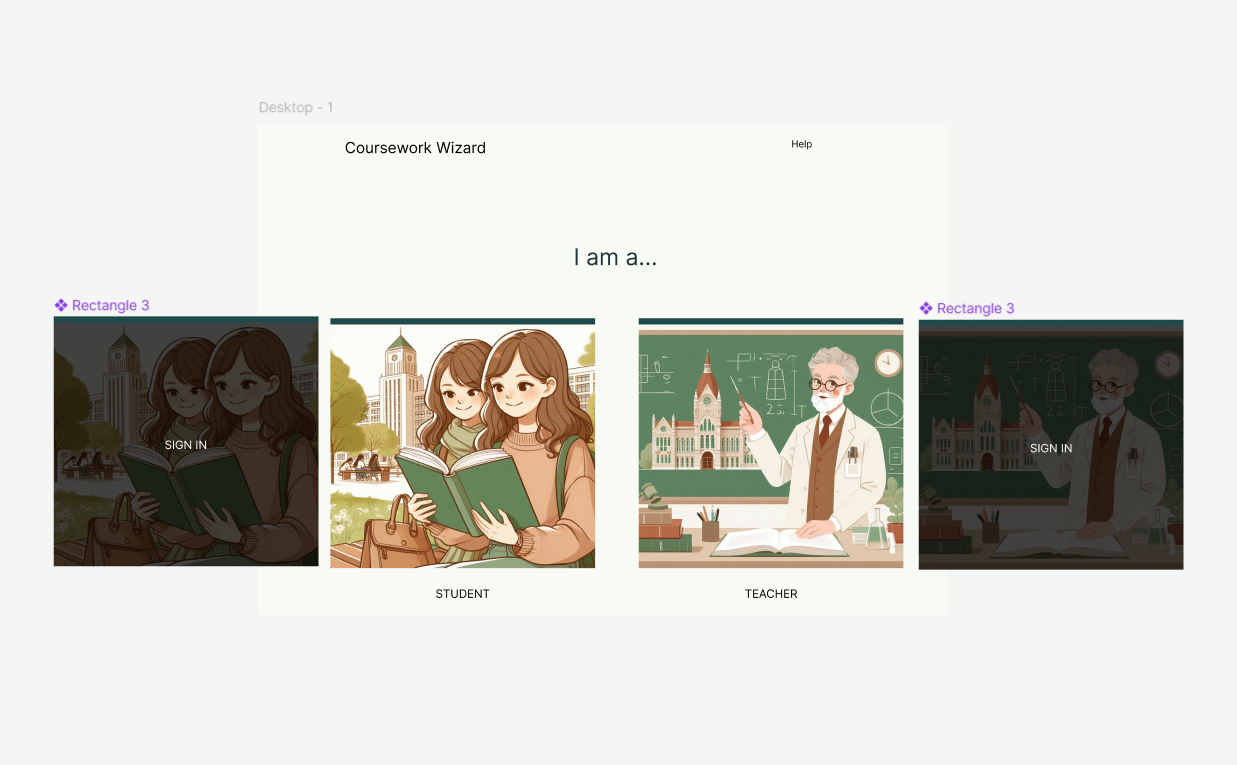 Desktop - 1
Coursework Wizard
Help
I am a...
Rectangle 3
Rectangle 3
SIGN IN
SIGN IN
STUDENT
TEACHER